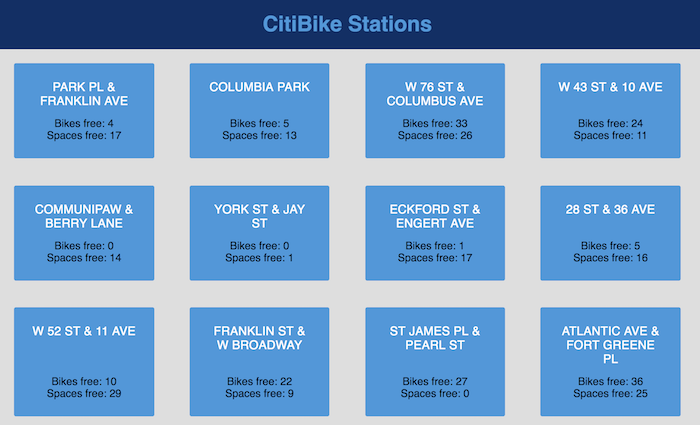 CitiBike Stations
PARK PL &
FRANKLIN AVE
Bikes free: 4
Spaces free: 17
COLUMBIA PARK
Bikes free: 5
Spaces free: 13
W 76 ST &
COLUMBUS AVE
Bikes free: 33
Spaces free: 26
W 43 ST & 10 AVE
Bikes free: 24
Spaces free: 11
COMMUNIPAW &
BERRY LANE
Bikes free: 0
Spaces free: 14
YORK ST & JAY
ST
Bikes free: 0
Spaces free: 1
ECKFORD ST &
ENGERT AVE
Bikes free: 1
Spaces free: 17
28 ST & 36 AVE
Bikes free: 5
Spaces free: 16
W 52 ST & 11 AVE
Bikes free: 10
Spaces free: 29
FRANKLIN ST &
W BROADWAY
Bikes free: 22
Spaces free: 9
ST JAMES PL &
PEARL ST
Bikes free: 27
Spaces free: 0
ATLANTIC AVE &
FORT GREENE
PL
Bikes free: 36
Spaces free: 25